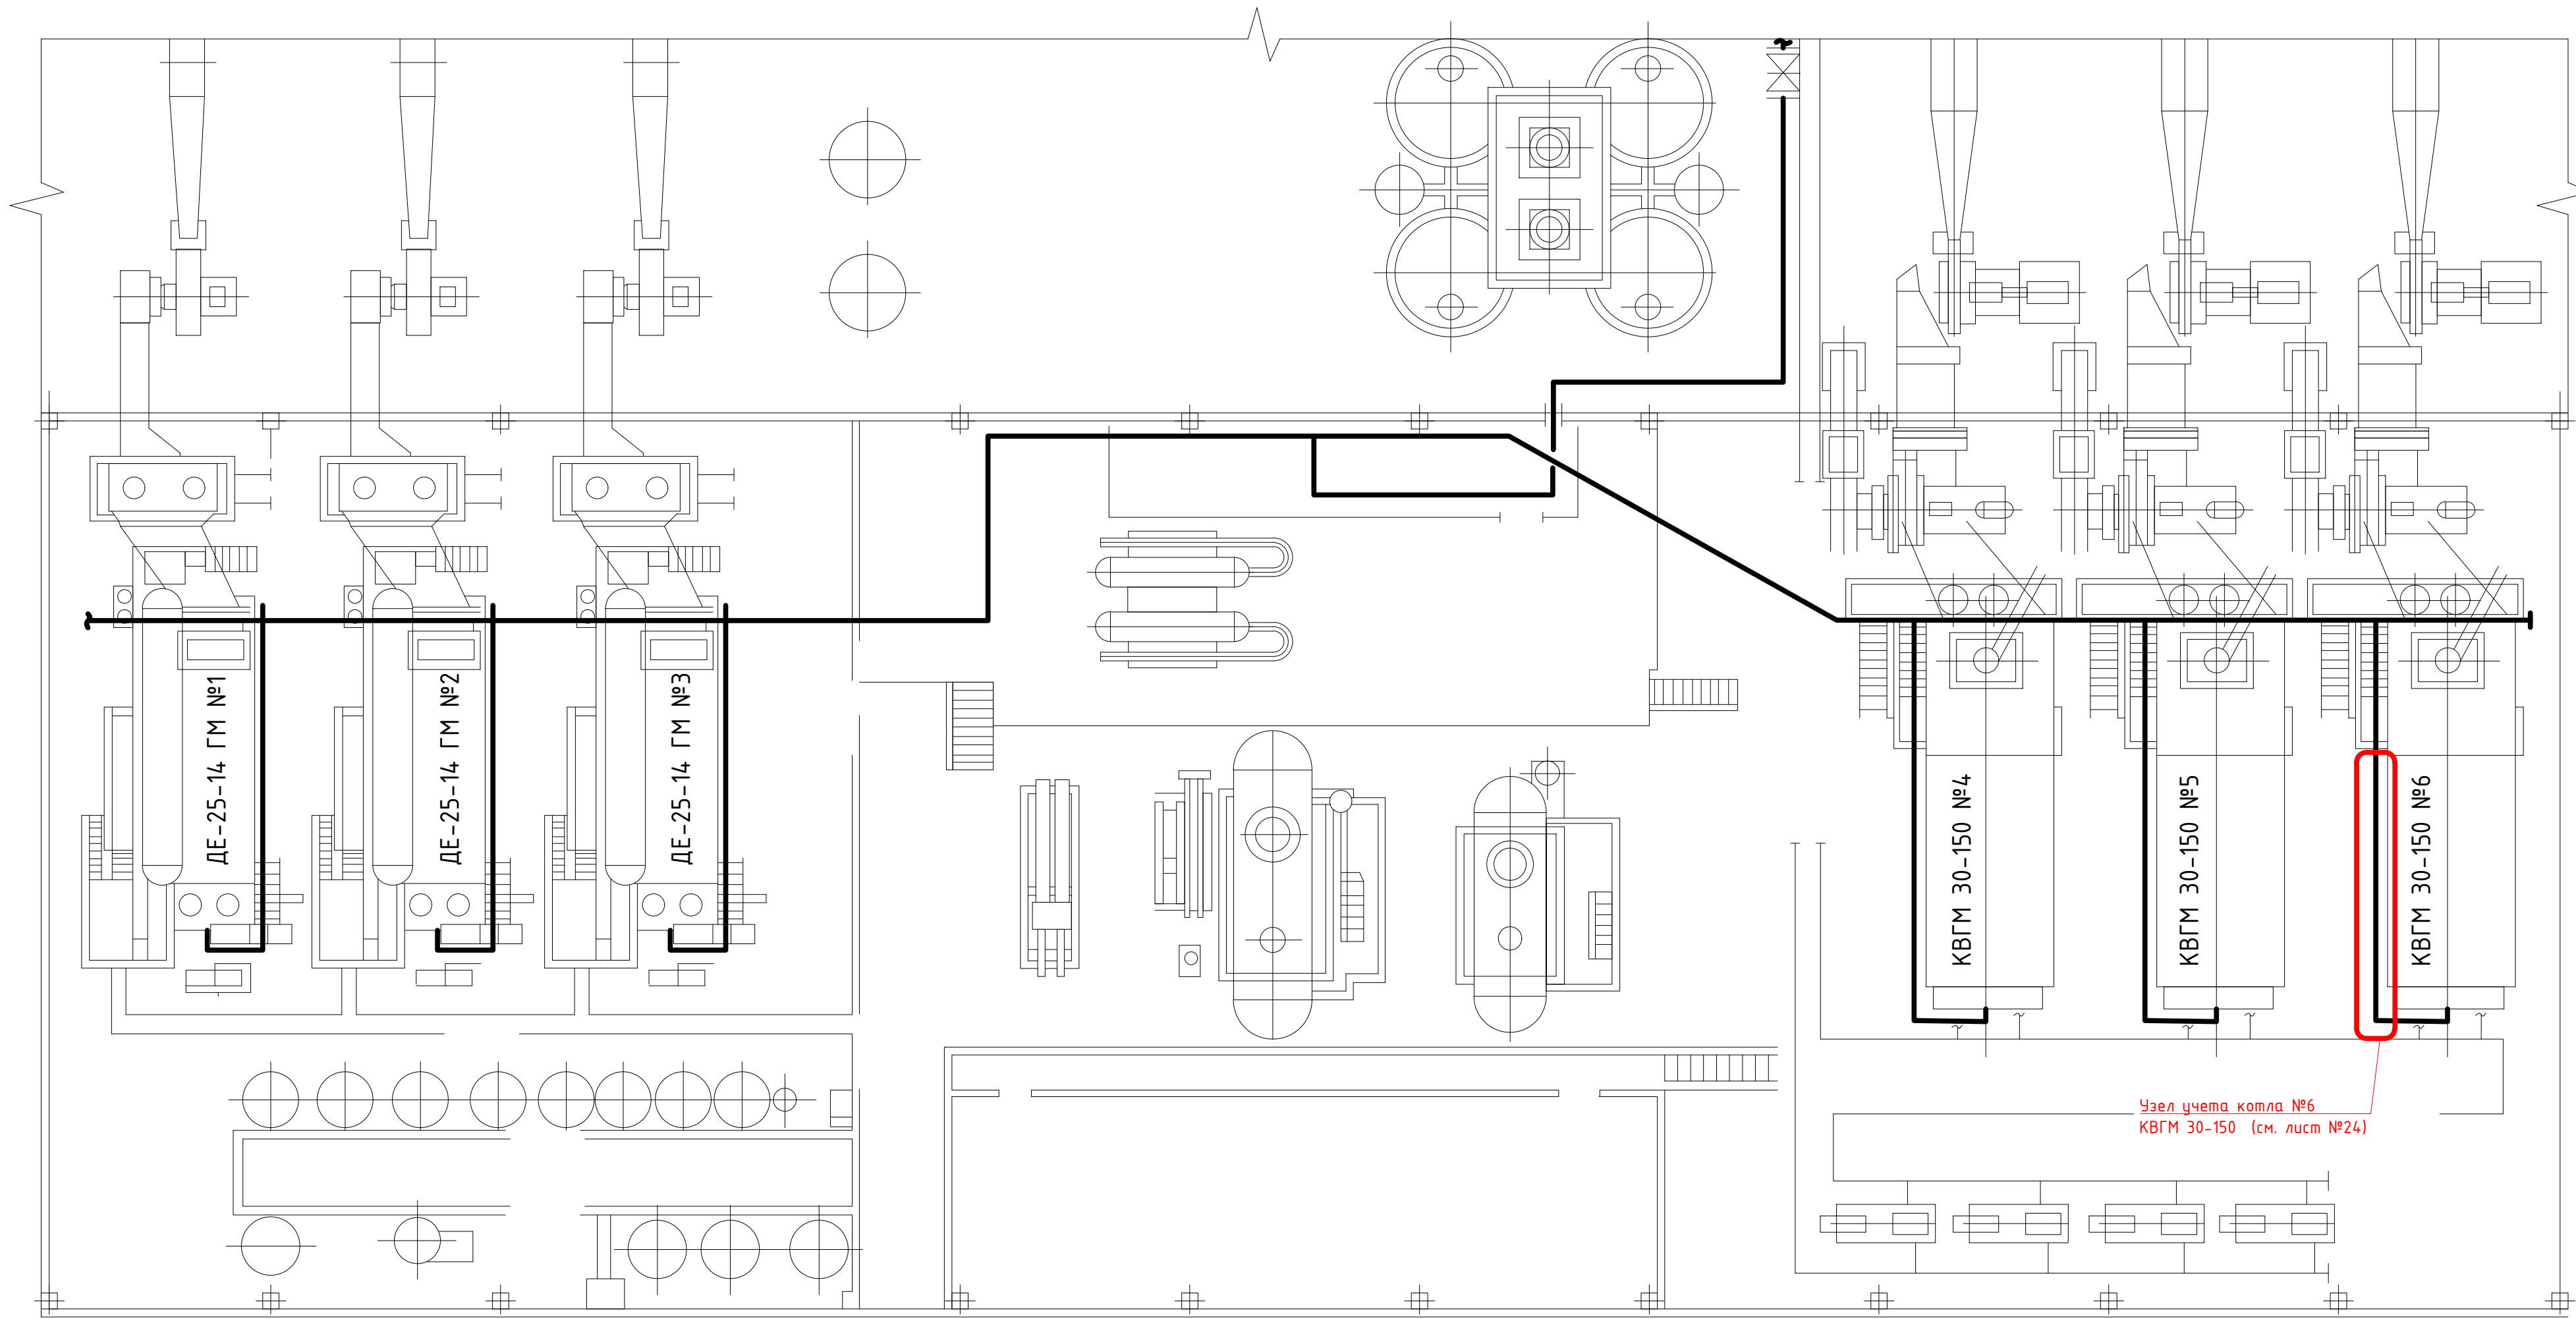 ДЕ-25-14 ГМ №1
ДЕ-25-14 ГМ №2
ДЕ-25-14 ГМ №3
КВГМ 30-150 №4
КВГМ 30-150 №5
КВГМ 30-150 №6
Узел учета котла №6
КВГМ 30-150 (см. лист №24)